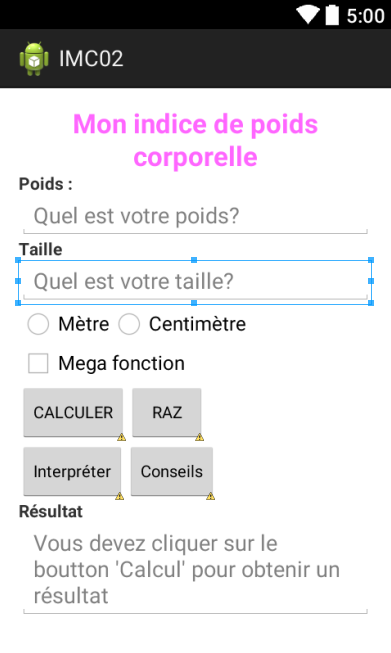 5:00
IMC02
Mon indice de poids
corporelle
Poids :
Quel est votre poids?
Taille
Quel est votre taille?
Mètre Centimètre
Mega fonction
CALCULER RAZ
Interpréter Conseils
Résultat
Vous devez cliquer sur le
boutton 'Calcul' pour obtenir un
résultat